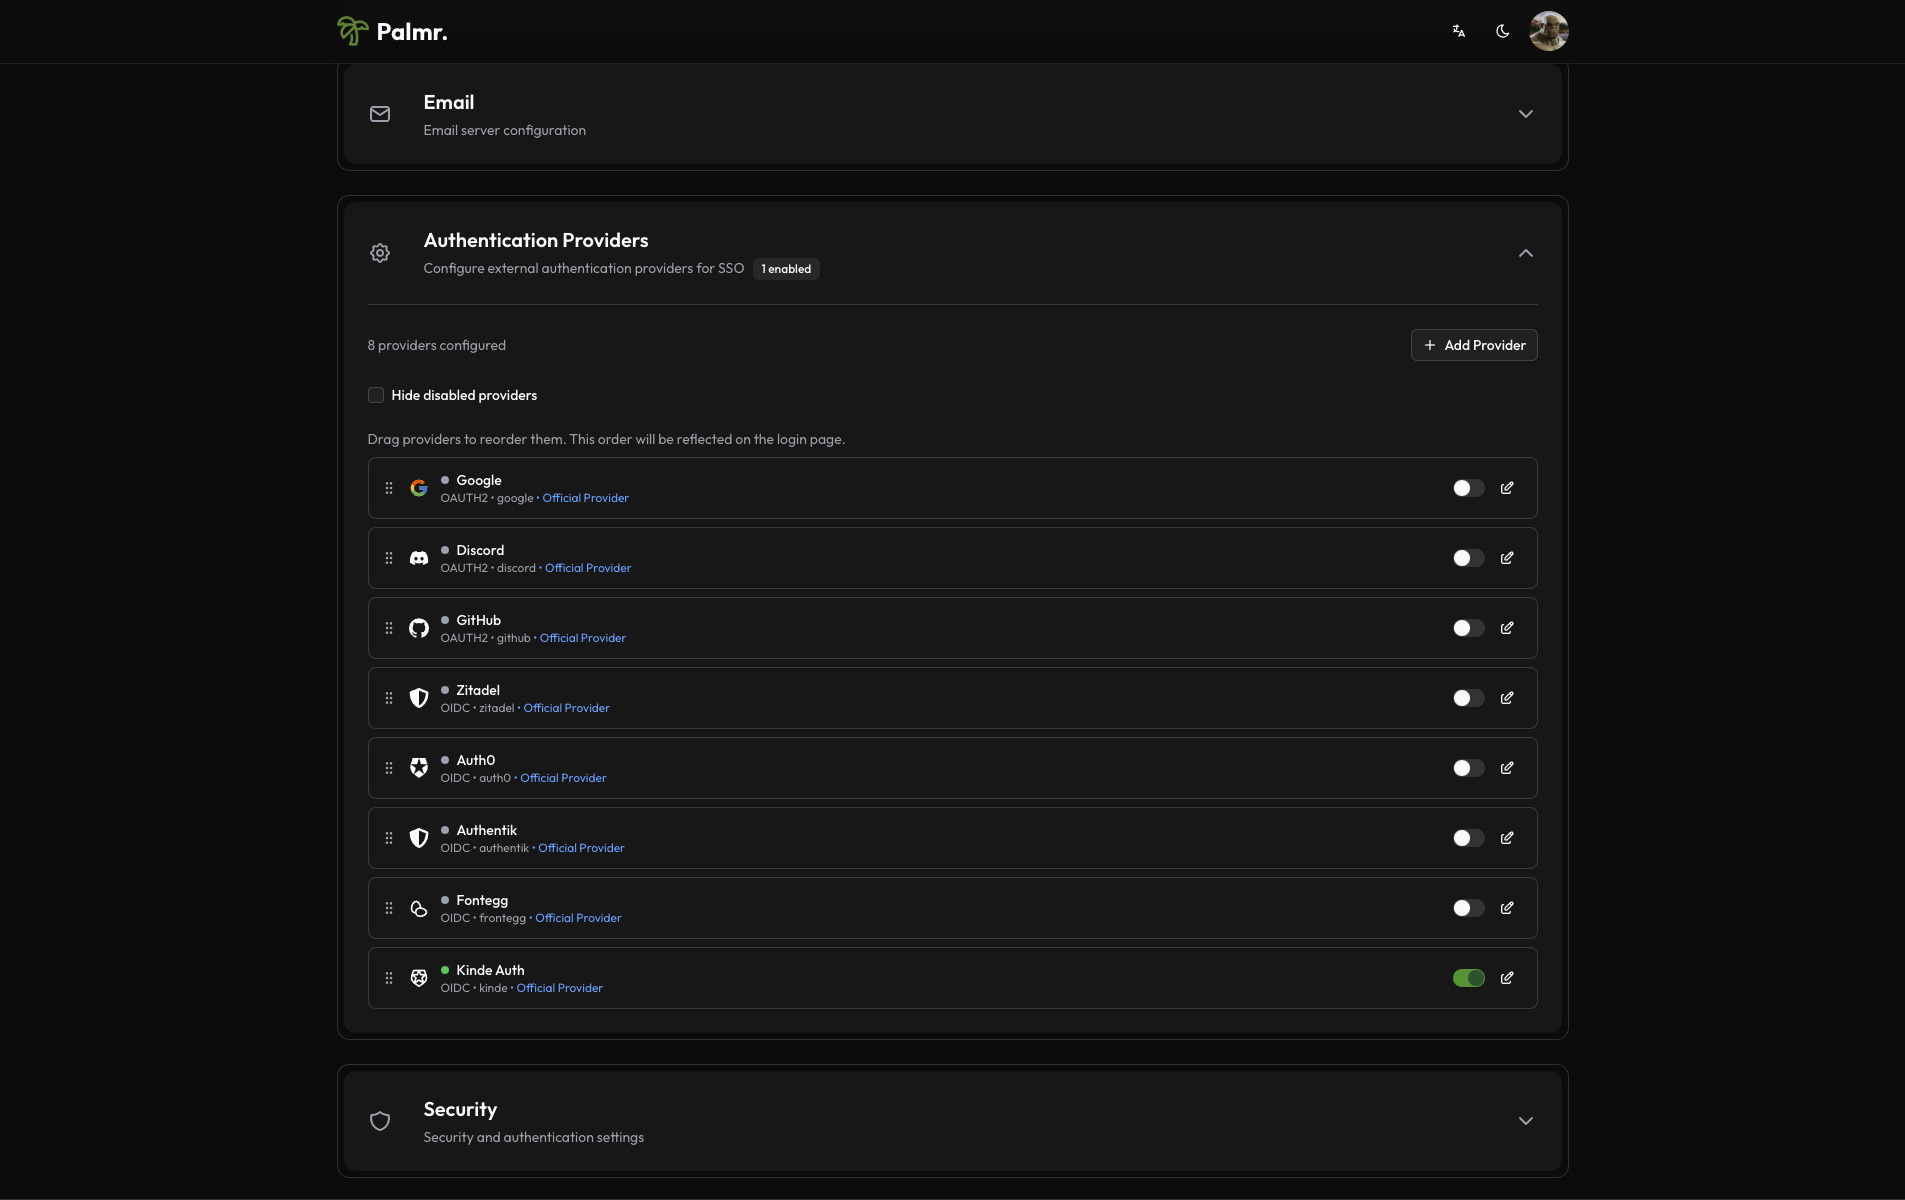 Palmr.
Email
Email server configuration
Authentication Providers
Configure external authentication providers for SSO 1 enabled
8 providers configured
Add Provider
Hide disabled providers
Drag providers to reorder them. This order will be reflected on the login page.
Google
OAUTH2 • google • Official Provider
Discord
OAUTH2 • discord • Official Provider
GitHub
OAUTH2 • github • Official Provider
Zitadel
OIDC • zitadel • Official Provider
Auth0
OIDC • auth0 • Official Provider
Authentik
OIDC • authentik • Official Provider
Fontegg
OIDC • frontegg • Official Provider
Kinde Auth
OIDC • kinde • Official Provider
Security
Security and authentication settings